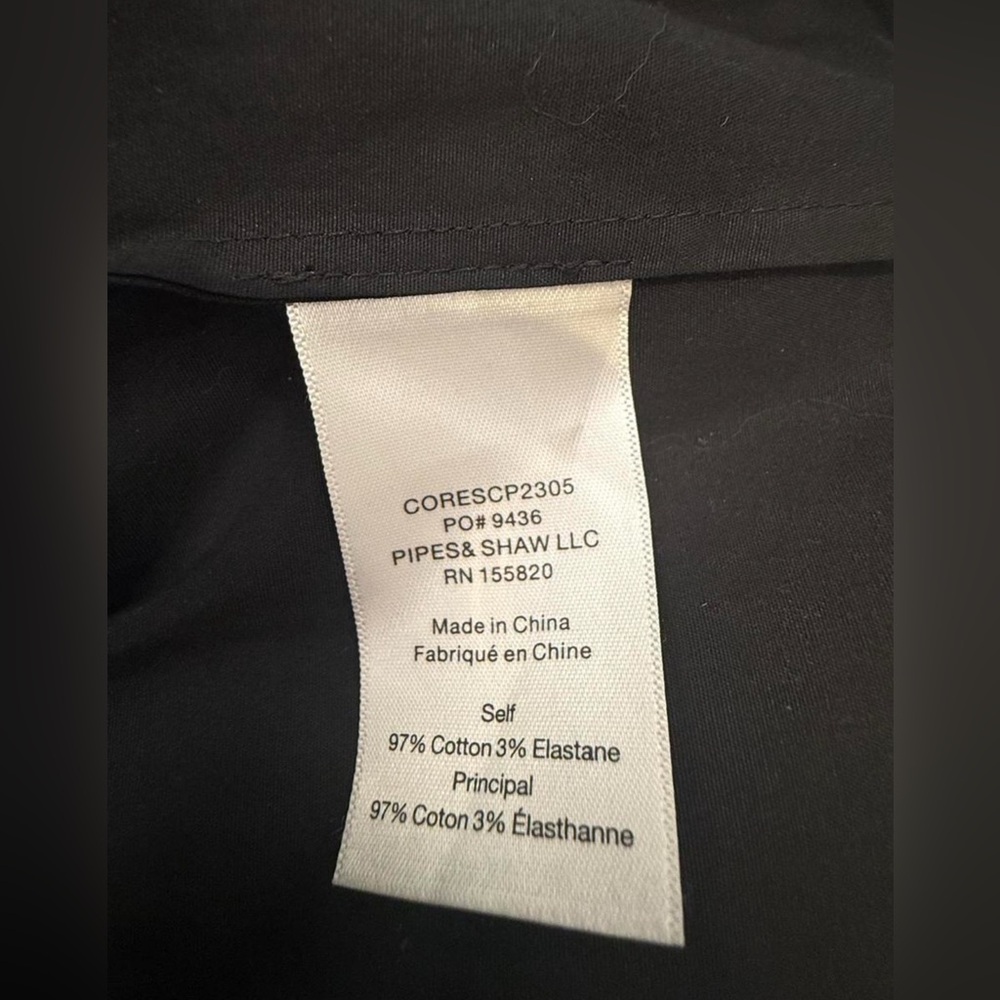 CORESCP2305
PO# 9436
PIPES& SHAW LLC
RN 155820
Made in China
Fabriqué en Chine
Self
97% Cotton 3% Elastane
Principal
97% Coton 3% Élasthanne